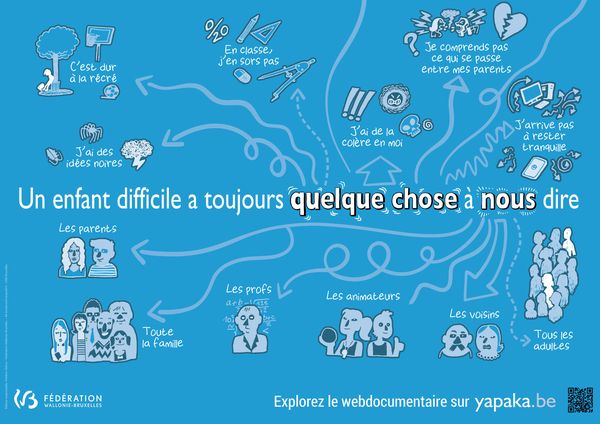 0/20
En classe,
j'en sors pas
Je comprends pas
ce qui se passe
entre mes parents
C'est dur
à la récré
!!!
J'ai de la
colère en moi
J'arrive pas
à rester
tranquille
J'ai des
idées noires
Un enfant difficile a toujours quelque chose à nous dire
Les parents
Les profs
Les animateurs
Les voisins
Toute
la famille
Tous les
adultes
FÉDÉRATION
WALLONIE-BRUXELLES
Explorez le webdocumentaire sur yapaka.be